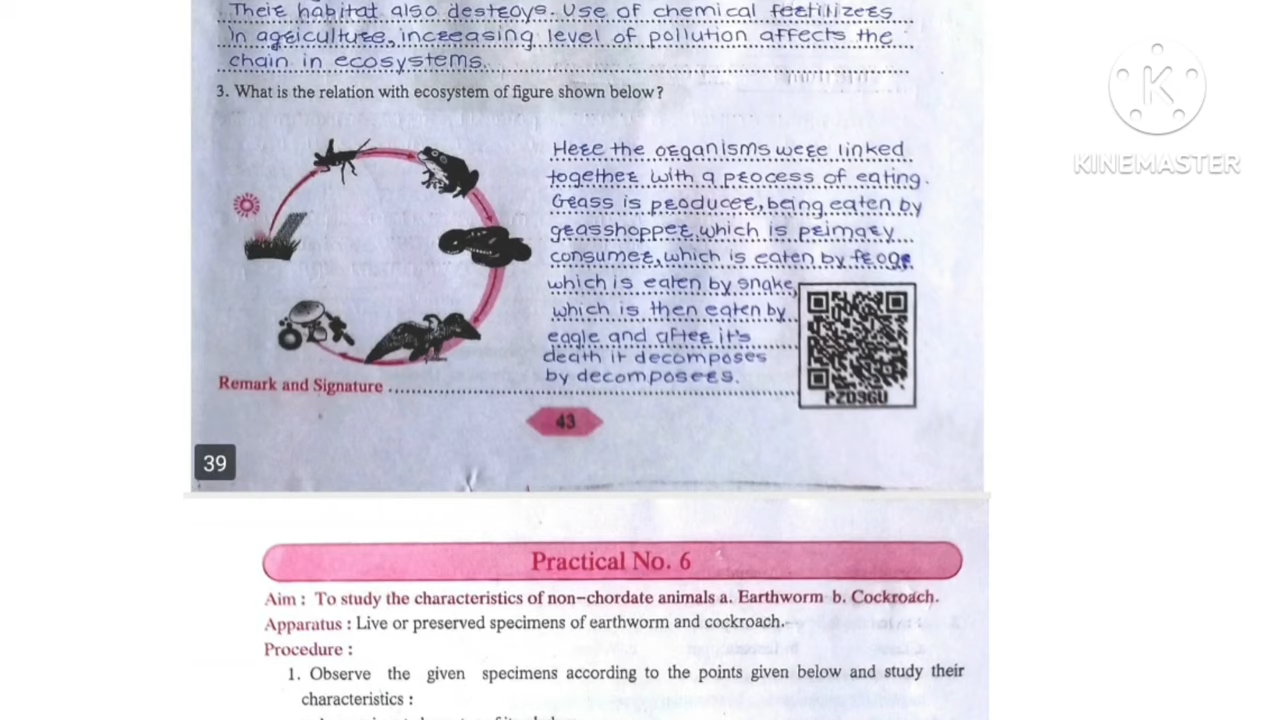 Their habitat also destroys. Use of chemical fertilizers
in agriculture, increasing level of pollution affects the
chain in ecosystems.
3. What is the relation with ecosystem of figure shown below?
Here the organisms were linked
together with a process of eating.
Grass is producer, being eaten by
grasshopper, which is primary
consumer, which is eaten by frog,
which is eaten by snake,
which is then eaten by
eagle and after it's
death it decomposes
by decomposers.
Remark and Signature
PZD9GU
43
39
K
KINEMASTER
Practical No. 6
Aim : To study the characteristics of non-chordate animals a. Earthworm b. Cockroach.
Apparatus : Live or preserved specimens of earthworm and cockroach.
Procedure :
1. Observe the given specimens according to the points given below and study their
characteristics :